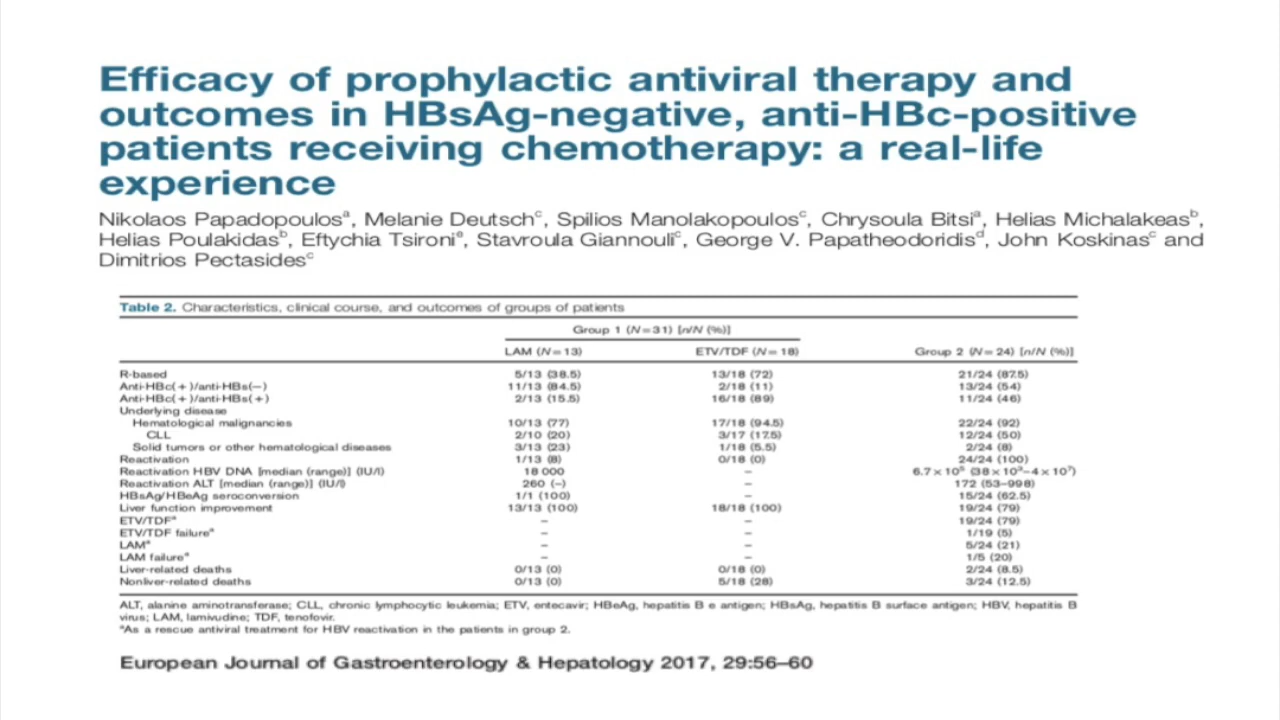 Efficacy of prophylactic antiviral therapy and
outcomes in HBsAg-negative, anti-HBc-positive
patients receiving chemotherapy: a real-life
experience
Nikolaos Papadopoulosa, Melanie Deutschc, Spilios Manolakopoulosc, Chrysoula Bitsia, Helias Michalakeasb,
Helias Poulakidasb, Eftychia Tsironie, Stavroula Giannoulic, George V. Papatheodoridisd, John Koskinasc and
Dimitrios Pectasidesc
Table 2. Characteristics, clinical course, and outcomes of groups of patients
Group 1 (N=31) [n/N (%)]
LAM (N=13) ETV/TDF (N=18) Group 2 (N=24) [n/N (%)]
R-based 5/13 (38.5) 13/18 (72) 21/24 (87.5)
Anti-HBc(+)/anti-HBs(−) 11/13 (84.5) 2/18 (11) 13/24 (54)
Anti-HBc(+)/anti-HBs(+) 2/13 (15.5) 16/18 (89) 11/24 (46)
Underlying disease
Hematological malignancies 10/13 (77) 17/18 (94.5) 22/24 (92)
CLL 2/10 (20) 3/17 (17.5) 12/24 (50)
Solid tumors or other hematological diseases 3/13 (23) 1/18 (5.5) 2/24 (8)
Reactivation 1/13 (8) 0/18 (0) 24/24 (100)
Reactivation HBV DNA [median (range)] (IU/l) 18 000 – 6.7×10⁵ (38×10³–4×10⁷)
Reactivation ALT [median (range)] (IU/l) 260 (–) – 172 (53–998)
HBsAg/HBeAg seroconversion 1/1 (100) – 15/24 (62.5)
Liver function improvement 13/13 (100) 18/18 (100) 19/24 (79)
ETV/TDFa – – 19/24 (79)
ETV/TDF failurea – – 1/19 (5)
LAMa – – 5/24 (21)
LAM failurea – – 1/5 (20)
Liver-related deaths 0/13 (0) 0/18 (0) 2/24 (8.5)
Nonliver-related deaths 0/13 (0) 5/18 (28) 3/24 (12.5)
ALT, alanine aminotransferase; CLL, chronic lymphocytic leukemia; ETV, entecavir; HBeAg, hepatitis B e antigen; HBsAg, hepatitis B surface antigen; HBV, hepatitis B
virus; LAM, lamivudine; TDF, tenofovir.
aAs a rescue antiviral treatment for HBV reactivation in the patients in group 2.
European Journal of Gastroenterology & Hepatology 2017, 29:56–60